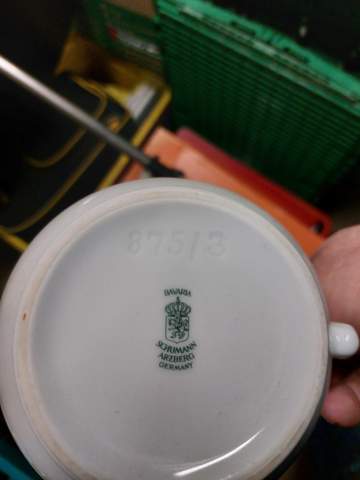 875/3
BAVARIA
SCHUMANN
ARZBERG
GERMANY